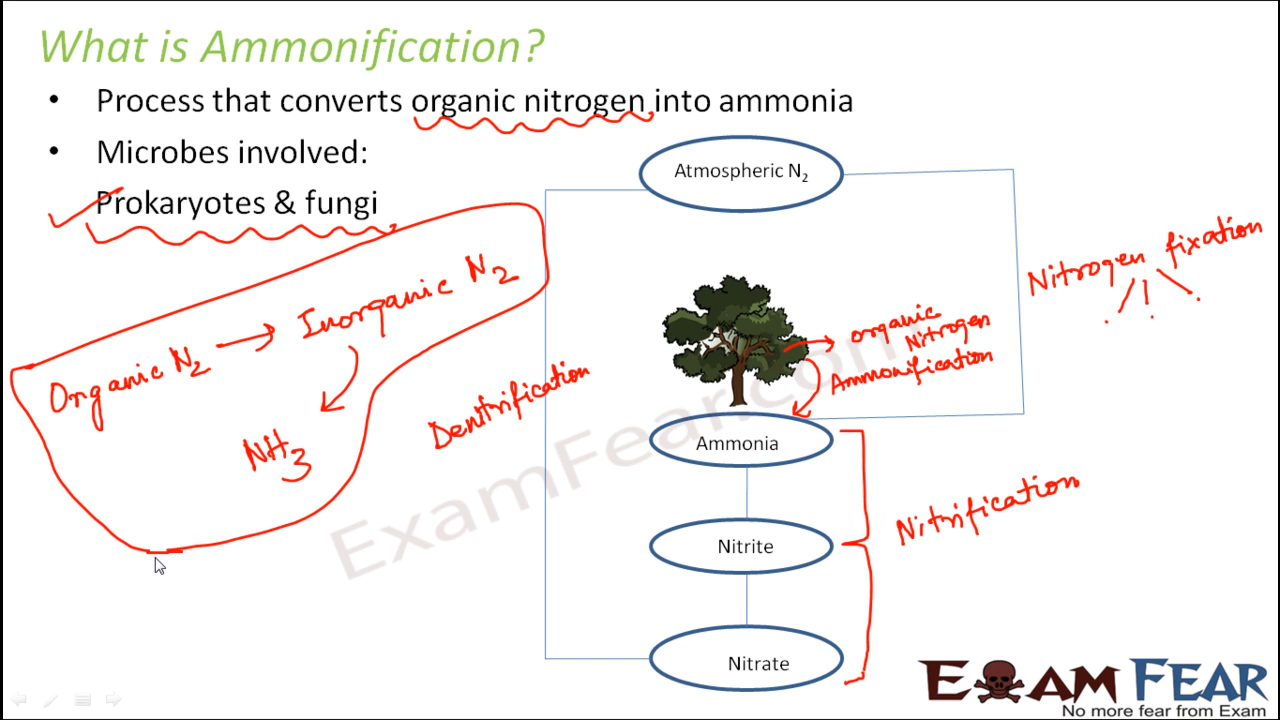 What is Ammonification?
• Process that converts organic nitrogen into ammonia
• Microbes involved:
Prokaryotes & fungi
Atmospheric N2
Nitrogen fixation
Organic N2 → Inorganic N2
NH3
organic
Nitrogen
Ammonification
Denitrification
Ammonia
Nitrification
Nitrite
Nitrate
ExamFear.com
EXAM FEAR
No more fear from Exam